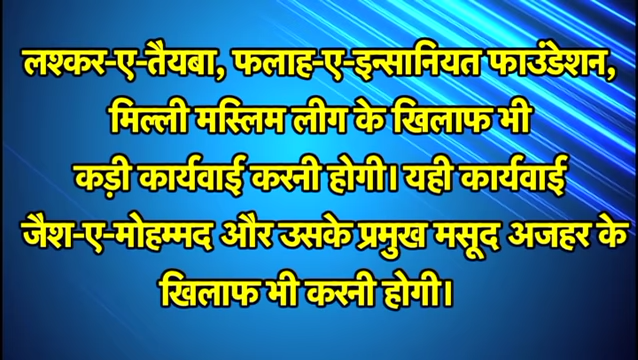 लश्कर-ए-तैयबा, फलाह-ए-इन्सानियत फाउंडेशन,
मिल्ली मस्लिम लीग के खिलाफ भी
कड़ी कार्यवाई करनी होगी। यही कार्यवाई
जैश-ए-मोहम्मद और उसके प्रमुख मसूद अजहर के
खिलाफ भी करनी होगी।